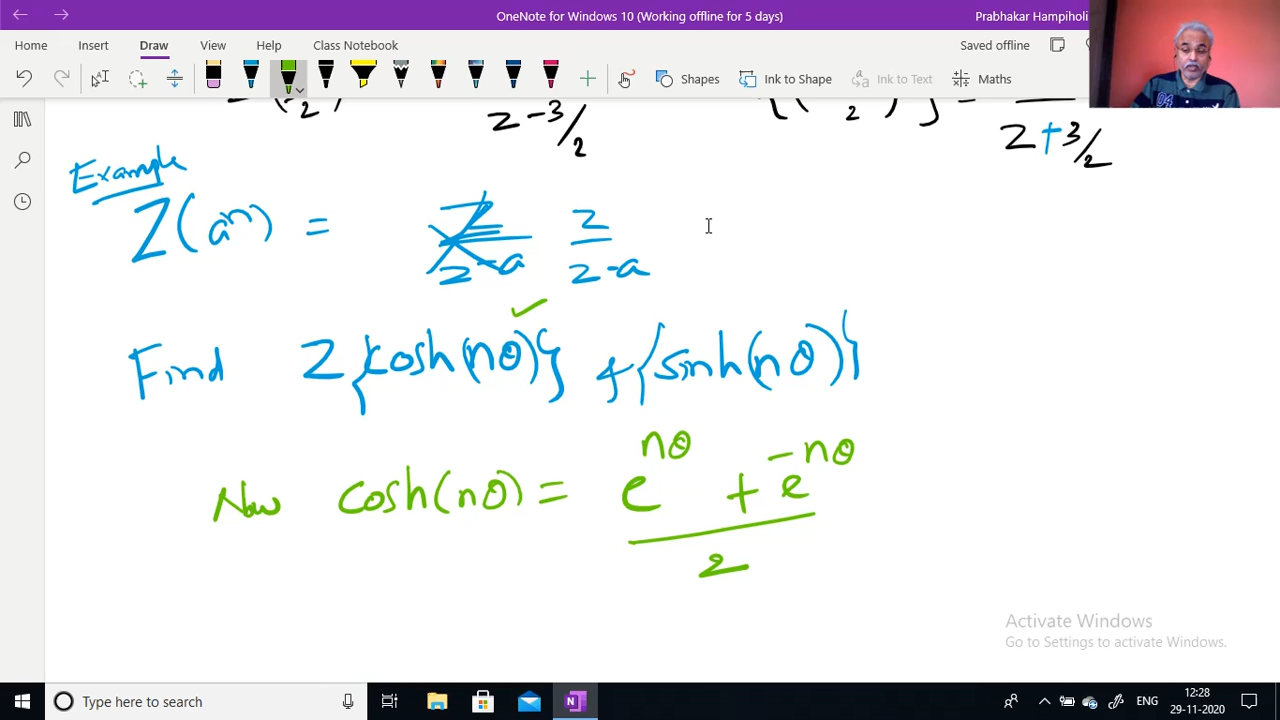 OneNote for Windows 10 (Working offline for 5 days)
Prabhakar Hampiholi
Home Insert Draw View Help Class Notebook
Saved offline
Shapes Ink to Shape Ink to Text Maths
z - 3/2
z + 3/2
Example
Z(aⁿ) = z/(z-a)
Find Z{cosh(nθ)} & {sinh(nθ)}
Now cosh(nθ) = (e^{nθ} + e^{-nθ})/2
Activate Windows
Go to Settings to activate Windows.
Type here to search
ENG
12:28
29-11-2020
04